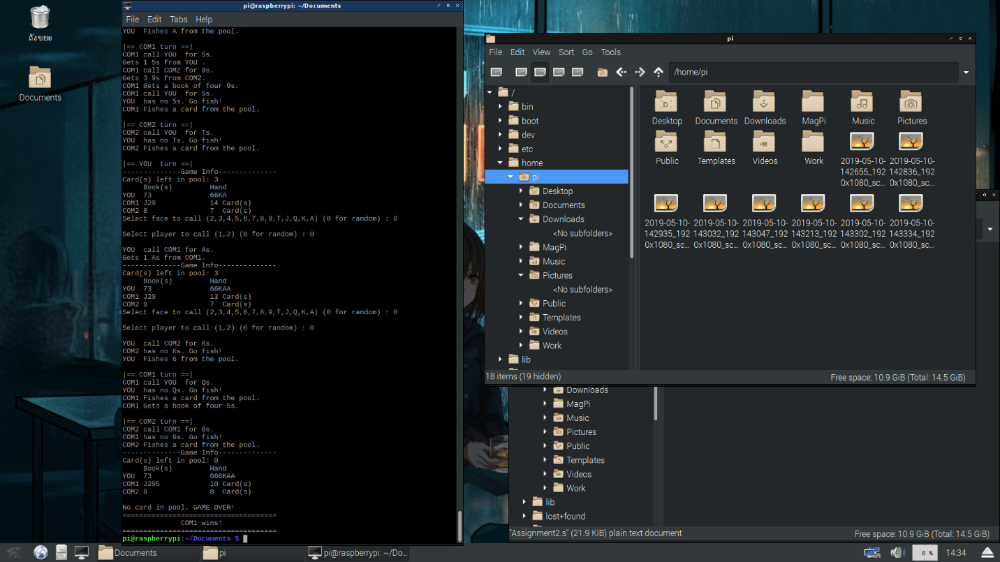 ถังขยะ
Documents
pi@raspberrypi: ~/Documents
File Edit Tabs Help
YOU  Fishes A from the pool.

|== COM1 turn ==|
COM1 call YOU  for 5s.
Gets 1 5s from YOU .
COM1 call COM2 for 9s.
Gets 3 9s from COM2.
COM1 Gets a book of four 9s.
COM1 call YOU  for 5s.
YOU  has no 5s. Go fish!
COM1 Fishes a card from the pool.

|== COM2 turn ==|
COM2 call YOU  for Ts.
YOU  has no Ts. Go fish!
COM2 Fishes a card from the pool.

|== YOU  turn ==|
--------------Game Info--------------
Card(s) left in pool: 3
     Book(s)         Hand
YOU  73              66KA
COM1 J29             14 Card(s)
COM2 8               7  Card(s)
Select face to call (2,3,4,5,6,7,8,9,T,J,Q,K,A) (0 for random) : 0

Select player to call (1,2) (0 for random) : 0

YOU  call COM1 for As.
Gets 1 As from COM1.
--------------Game Info--------------
Card(s) left in pool: 3
     Book(s)         Hand
YOU  73              66KAA
COM1 J29             13 Card(s)
COM2 8               7  Card(s)
Select face to call (2,3,4,5,6,7,8,9,T,J,Q,K,A) (0 for random) : 0

Select player to call (1,2) (0 for random) : 0

YOU  call COM2 for Ks.
COM2 has no Ks. Go fish!
YOU  Fishes 6 from the pool.

|== COM1 turn ==|
COM1 call YOU  for Qs.
YOU  has no Qs. Go fish!
COM1 Fishes a card from the pool.
COM1 Gets a book of four 5s.

|== COM2 turn ==|
COM2 call COM1 for 6s.
COM1 has no 6s. Go fish!
COM2 Fishes a card from the pool.
--------------Game Info--------------
Card(s) left in pool: 0
     Book(s)         Hand
YOU  73              666KAA
COM1 J295            10 Card(s)
COM2 8               8  Card(s)

No card in pool. GAME OVER!
=====================================
              COM1 wins!
=====================================
pi@raspberrypi:~/Documents $
pi
File Edit View Sort Go Tools
/home/pi
/
bin
boot
dev
etc
home
pi
Desktop
Documents
Downloads
<No subfolders>
MagPi
Music
Pictures
<No subfolders>
Public
Templates
Videos
Work
lib
Desktop Documents Downloads MagPi Music Pictures
Public Templates Videos Work 2019-05-10- 2019-05-10-
142655_192 142836_192
0x1080_sc... 0x1080_sc...
2019-05-10- 2019-05-10- 2019-05-10- 2019-05-10- 2019-05-10- 2019-05-10-
142935_192 143032_192 143047_192 143213_192 143302_192 143334_192
0x1080_sc... 0x1080_sc... 0x1080_sc... 0x1080_sc... 0x1080_sc... 0x1080_sc...
18 items (19 hidden) Free space: 10.9 GiB (Total: 14.5 GiB)
Downloads
MagPi
Music
Pictures
Public
Templates
Videos
Work
lib
lost+found
"Assignment2.s" (21.9 KiB) plain text document Free space: 10.9 GiB (Total: 14.5 GiB)
Documents pi pi@raspberrypi: ~/Do... 0 % 14:34